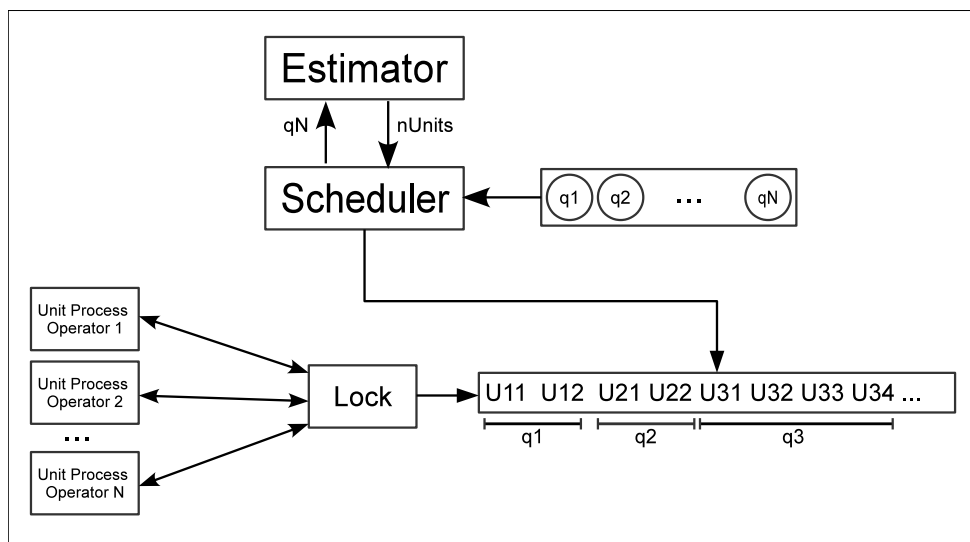 Estimator
qN
nUnits
Scheduler
q1 q2 ... qN
Unit Process
Operator 1
Unit Process
Operator 2
...
Unit Process
Operator N
Lock
U11 U12 U21 U22 U31 U32 U33 U34 ...
q1 q2 q3